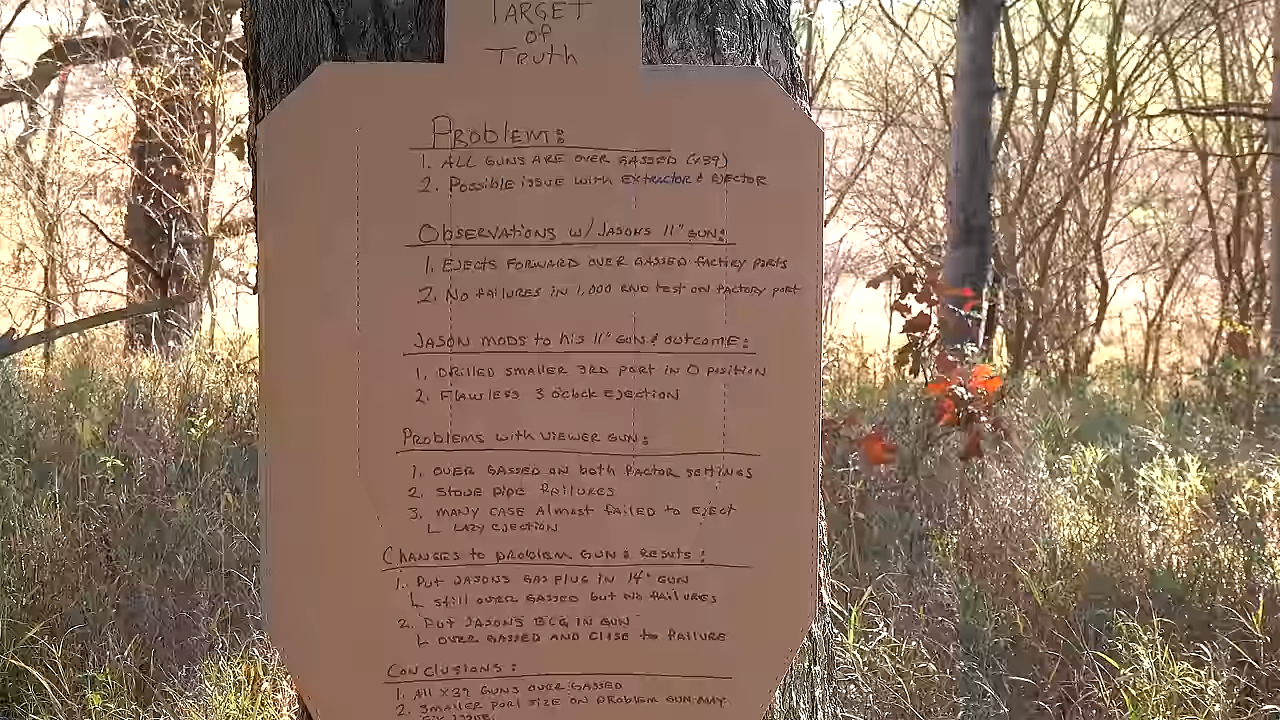 TARGET
of
TRUTH
PROBLEM:
1. ALL GUNS ARE OVER GASSED (x39)
2. POSSIBLE ISSUE WITH EXTRACTOR & EJECTOR
OBSERVATIONS W/ JASONS 11" GUN:
1. EJECTS FORWARD OVER GASSED FACTORY PARTS
2. NO FAILURES IN 1,000 RND TEST ON FACTORY PORT
JASON MODS TO HIS 11" GUN & OUTCOME:
1. DRILLED SMALLER 3RD PORT IN O POSITION
2. FLAWLESS 3 O'CLOCK EJECTION
PROBLEMS WITH VIEWER GUN:
1. OVER GASSED ON BOTH FACTOR SETTINGS
2. STOVE PIPE FAILURES
3. MANY CASE ALMOST FAILED TO EJECT
L LAZY EJECTION
CHANGES TO PROBLEM GUN & RESUTS:
1. PUT JASONS GAS PLUG IN 14" GUN
L STILL OVER GASSED BUT NO FAILURES
2. PUT JASONS BCG IN GUN
L OVER GASSED AND CLOSE TO FAILURE
CONCLUSIONS:
1. All X39 GUNS OVER GASSED
2. SMALLER PORT SIZE ON PROBLEM GUN MAY
FIX ISSUE